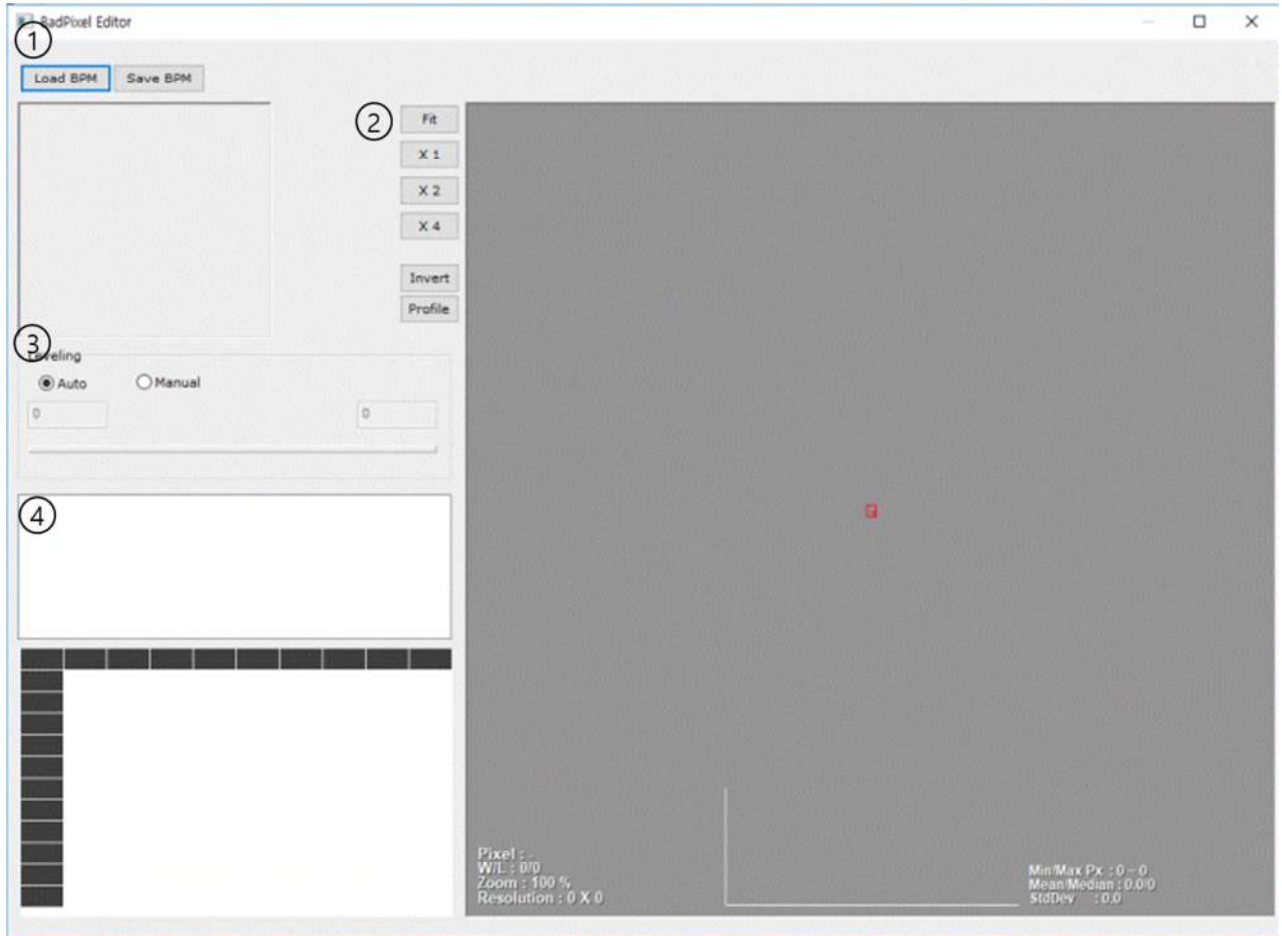 BadPixel Editor
1
Load BPM Save BPM
2
Fit
X 1
X 2
X 4
Invert
Profile
3
Leveling
Auto Manual
0 0
4
Pixel : -
W/L : 0/0
Zoom : 100 %
Resolution : 0 X 0
Min/Max Px : 0 – 0
Mean/Median : 0.0/0
StdDev : 0.0